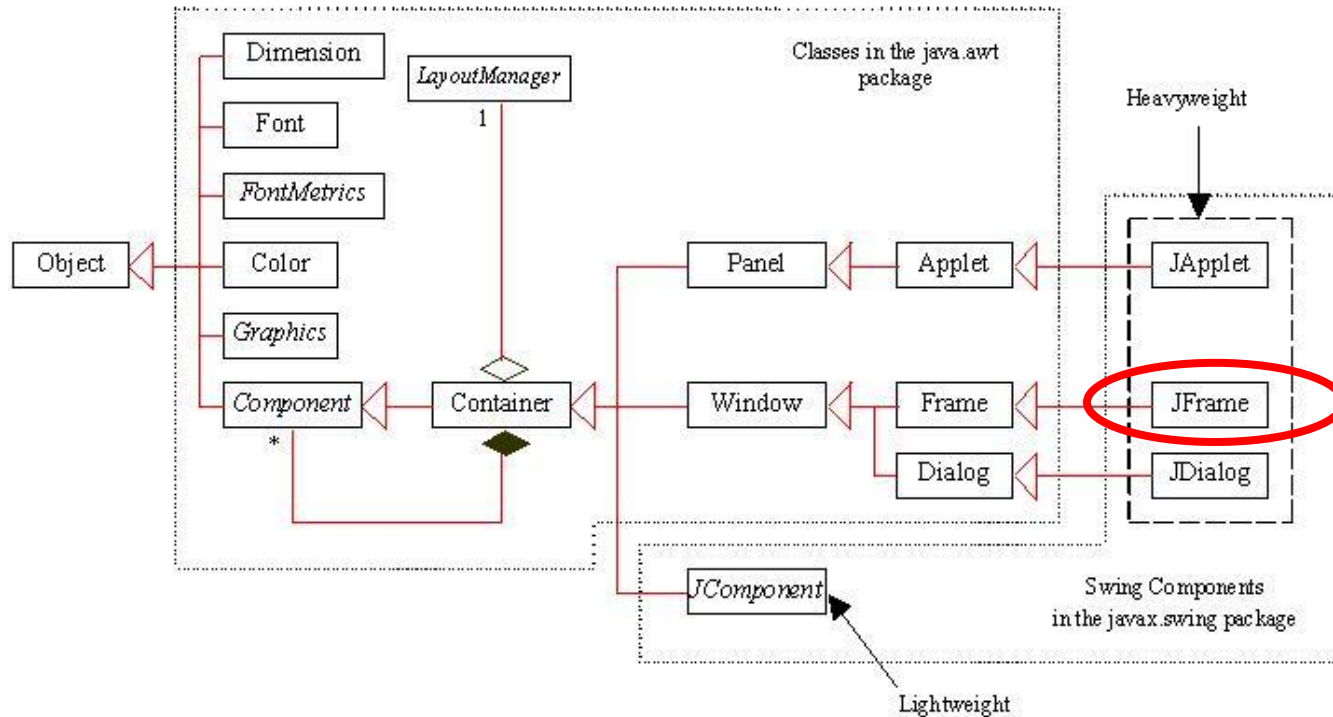 Dimension
LayoutManager
Classes in the java.awt
package
1
Heavyweight
Font
FontMetrics
Object
Color
Panel
Applet
JApplet
Graphics
Component
Container
Window
Frame
JFrame
*
Dialog
JDialog
JComponent
Swing Components
in the javax.swing package
Lightweight